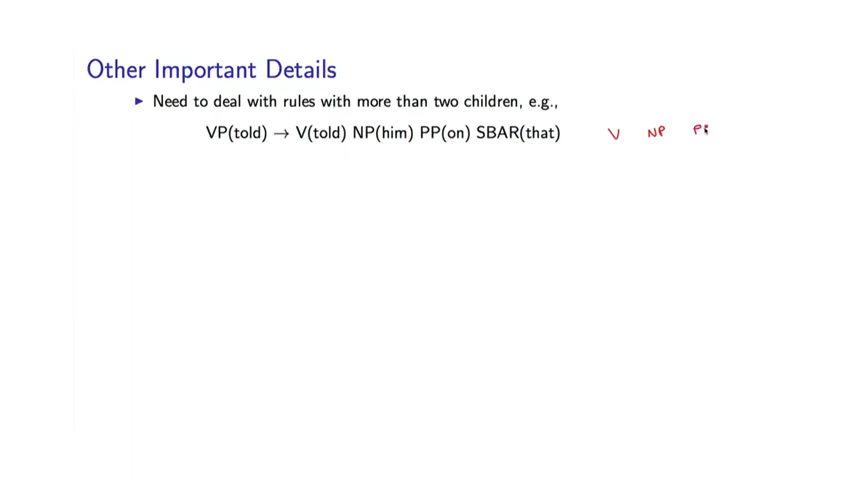 Other Important Details
▶ Need to deal with rules with more than two children, e.g.,
VP(told) → V(told) NP(him) PP(on) SBAR(that) V NP